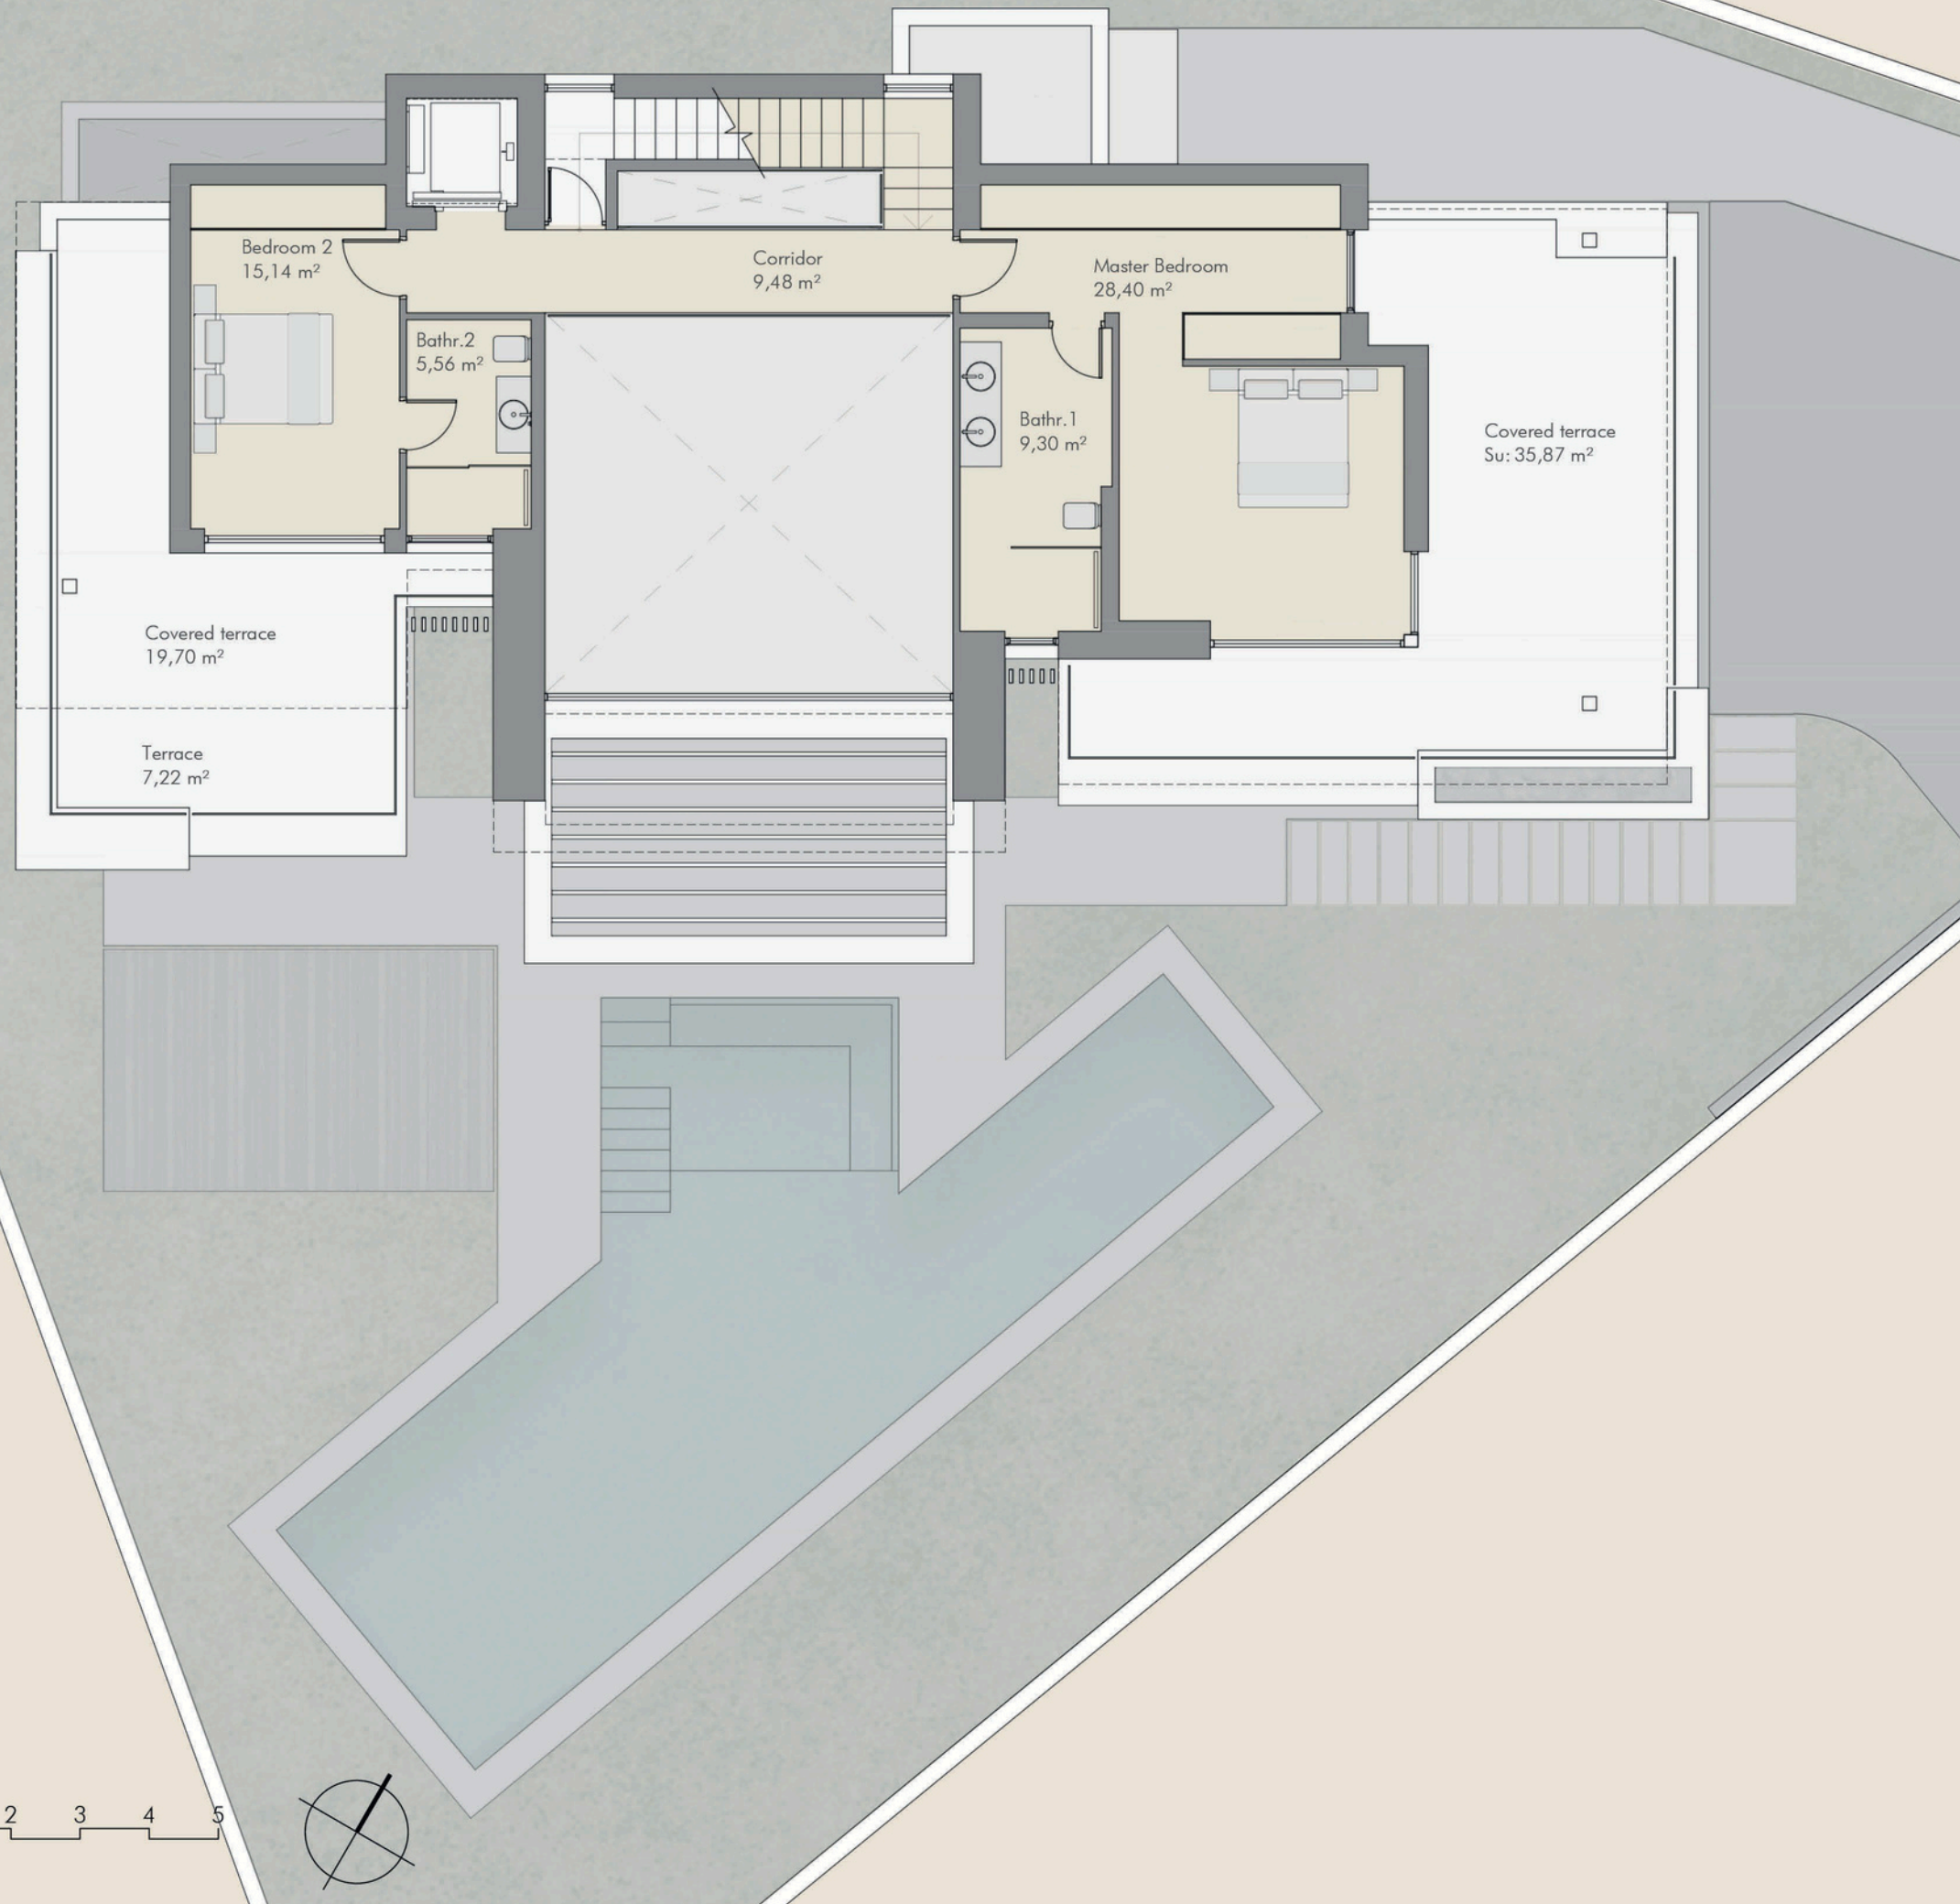 Bedroom 2
15,14 m²
Corridor
9,48 m²
Master Bedroom
28,40 m²
Bathr.2
5,56 m²
Bathr.1
9,30 m²
Covered terrace
Su: 35,87 m²
Covered terrace
19,70 m²
Terrace
7,22 m²
2 3 4 5